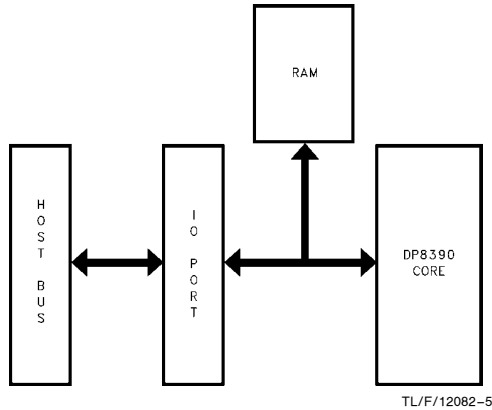 RAM
HOST BUS
IO PORT
DP8390
CORE
TL/F/12082-5